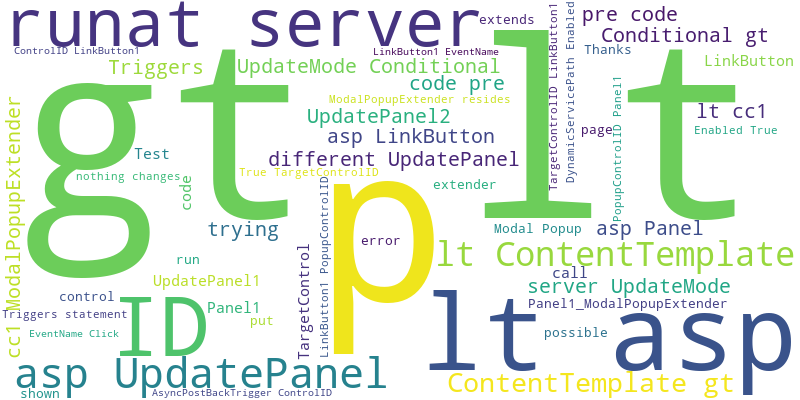 runat server
extends
pre code
Conditional gt
ControlID LinkButton1
LinkButton1 EventName
Thanks
Triggers
UpdateMode Conditional
LinkButton
code pre
ModalPopupExtender resides
gt
lt
UpdatePanel2
lt cc1
asp LinkButton
Enabled True
page
Test
different UpdatePanel
nothing changes
True TargetControlID
extender
code
p
TargetControlID LinkButton1
DynamicServicePath Enabled
PopupControlID Panel1
cc1 ModalPopupExtender
trying
Modal Popup
asp Panel
error
lt ContentTemplate
run
call
UpdatePanel1
server UpdateMode
control
ID
Panel1
Panel1_ModalPopupExtender
Triggers statement
put
TargetControl
LinkButton1 PopupControlID
EventName Click
possible
lt asp
asp UpdatePanel
ContentTemplate gt
shown
AsyncPostBackTrigger ControlID